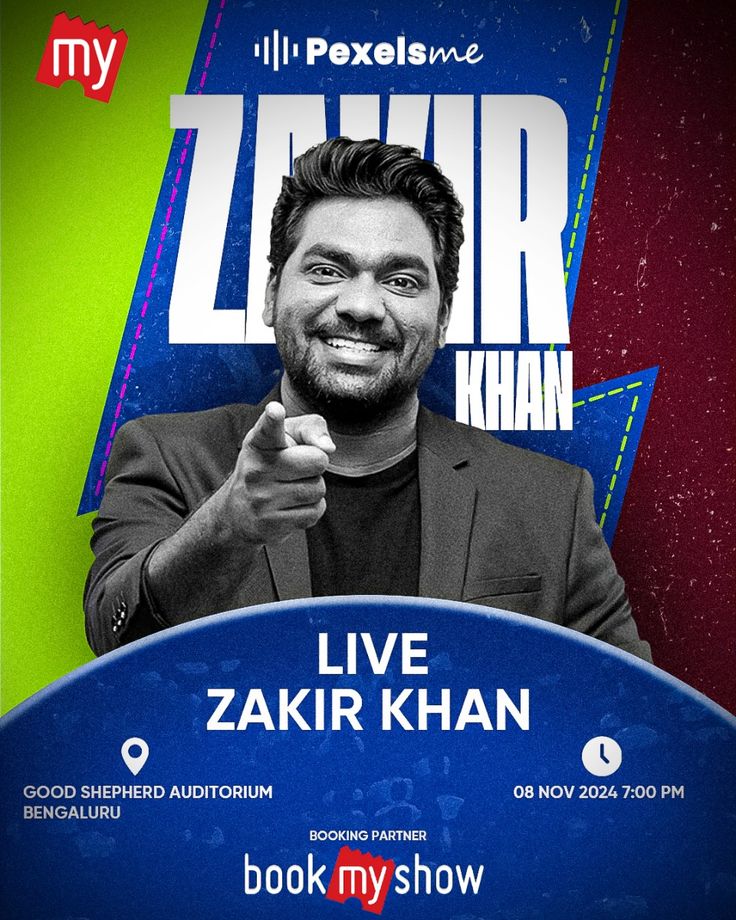 my
Pexelsme
ZAKIR
KHAN
LIVE
ZAKIR KHAN
GOOD SHEPHERD AUDITORIUM
BENGALURU
08 NOV 2024 7:00 PM
BOOKING PARTNER
bookmyshow